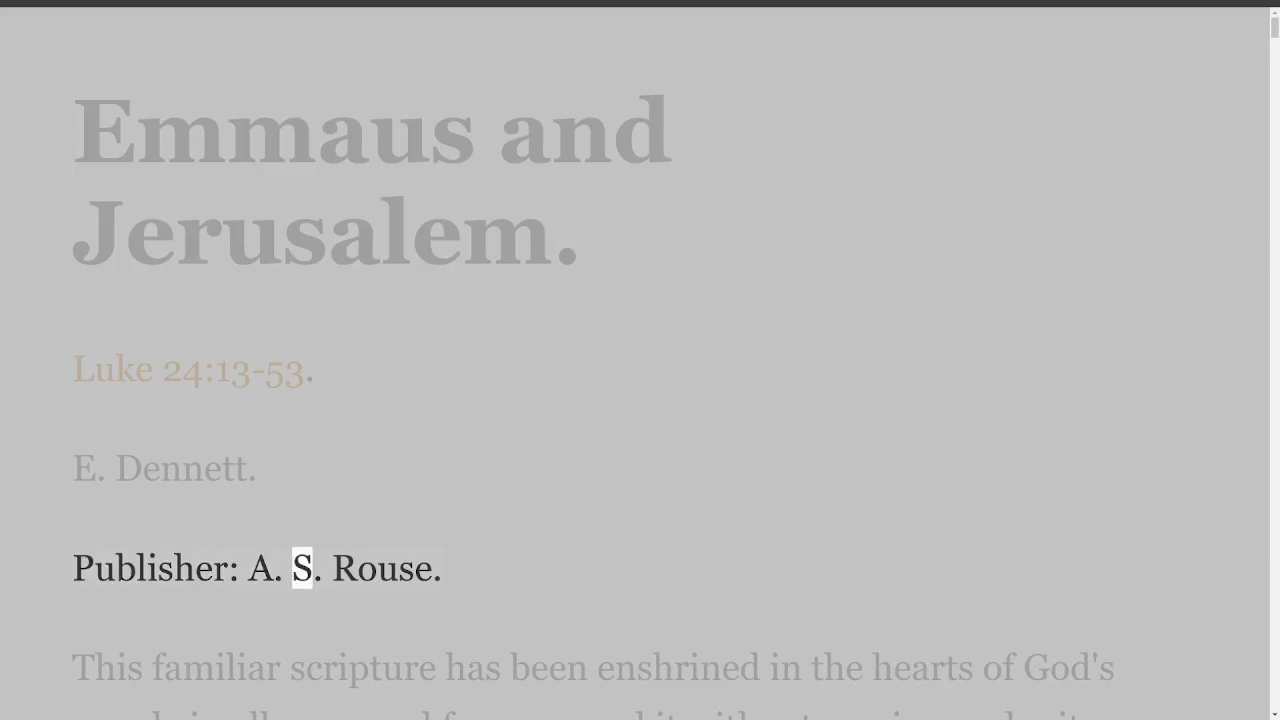 Emmaus and
Jerusalem.
Luke 24:13-53.
E. Dennett.
Publisher: A. S. Rouse.
This familiar scripture has been enshrined in the hearts of God's